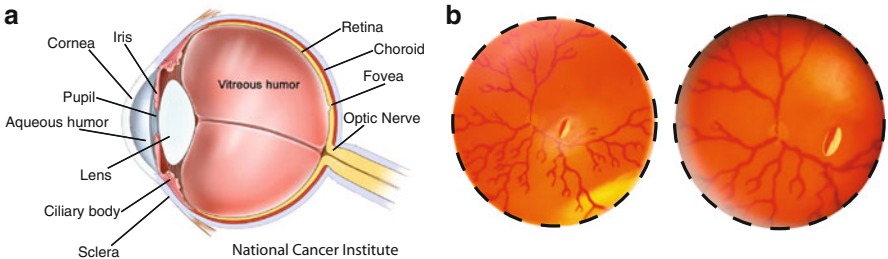 a
Cornea
Iris
Pupil
Aqueous humor
Lens
Ciliary body
Sclera
Vitreous humor
Retina
Choroid
Fovea
Optic Nerve
National Cancer Institute
b